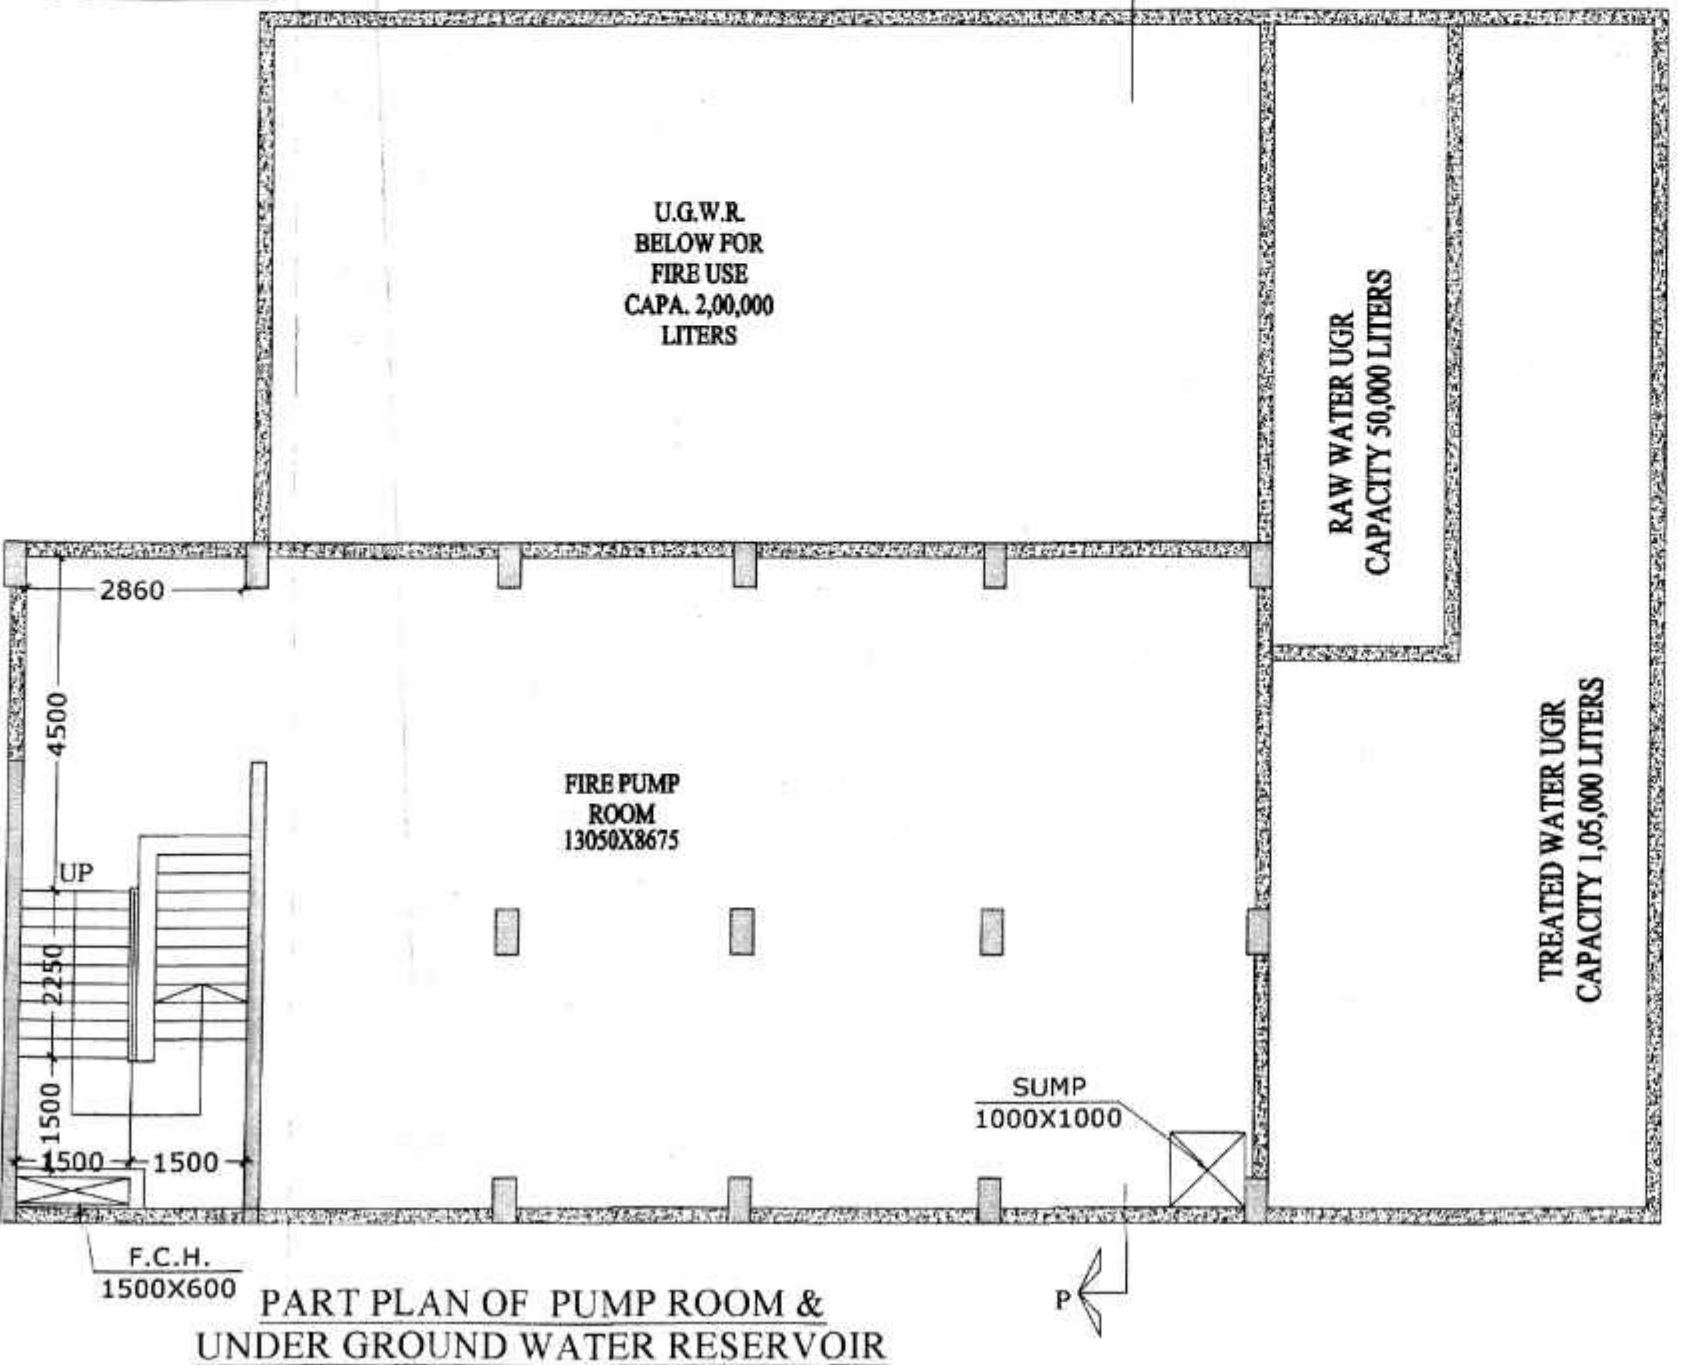 U.G.W.R.
BELOW FOR
FIRE USE
CAPA. 2,00,000
LITERS
RAW WATER UGR
CAPACITY 50,000 LITERS
2860
4500
FIRE PUMP
ROOM
13050X8675
TREATED WATER UGR
CAPACITY 1,05,000 LITERS
UP
2250
1500
1500
1500
SUMP
1000X1000
F.C.H.
1500X600
P
PART PLAN OF PUMP ROOM &
UNDER GROUND WATER RESERVOIR